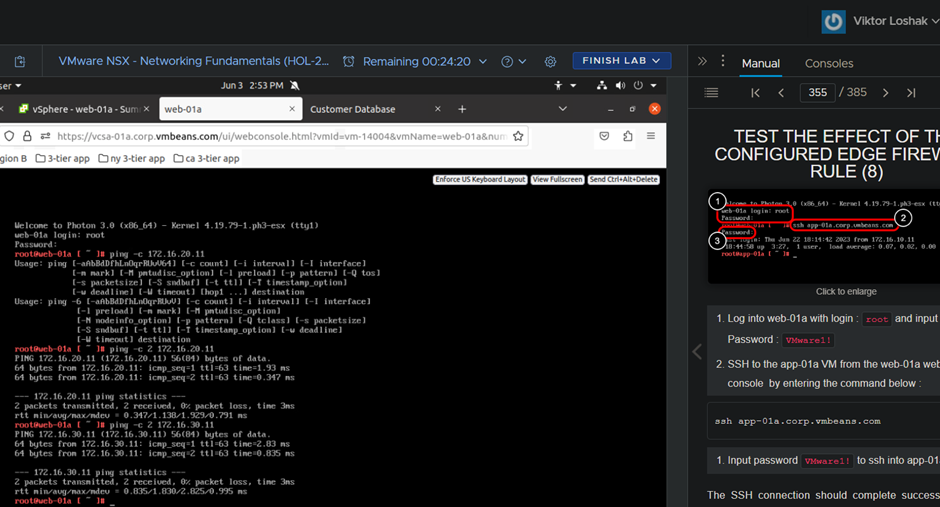 Viktor Loshak
VMware NSX - Networking Fundamentals (HOL-2...
Remaining 00:24:20
FINISH LAB
Manual
Consoles
ser
Jun 3 2:53 PM
355 / 385
vSphere - web-01a - Sum
web-01a
Customer Database
https://vcsa-01a.corp.vmbeans.com/ui/webconsole.html?vmId=vm-14004&vmName=web-01a&num
gion B
3-tier app
ny 3-tier app
ca 3-tier app
Enforce US Keyboard Layout
View Fullscreen
Send Ctrl+Alt+Delete
Welcome to Photon 3.0 (x86_64) - Kernel 4.19.79-1.ph3-esx (tty1)
web-01a login: root
Password:
root@web-01a [ ~ ]# ping -c 172.16.20.11
Usage: ping [-aAbBdDfhLnOqrRUvV64] [-c count] [-i interval] [-I interface]
[-m mark] [-M pmtudisc_option] [-l preload] [-p pattern] [-Q tos]
[-s packetsize] [-S sndbuf] [-t ttl] [-T timestamp_option]
[-w deadline] [-W timeout] [hop1 ...] destination
Usage: ping -6 [-aAbBdDfhLnOqrRUvV] [-c count] [-i interval] [-I interface]
[-l preload] [-m mark] [-M pmtudisc_option]
[-N nodeinfo_option] [-p pattern] [-Q tclass] [-s packetsize]
[-S sndbuf] [-t ttl] [-T timestamp_option] [-w deadline]
[-W timeout] destination
root@web-01a [ ~ ]# ping -c 2 172.16.20.11
PING 172.16.20.11 (172.16.20.11) 56(84) bytes of data.
64 bytes from 172.16.20.11: icmp_seq=1 ttl=63 time=1.93 ms
64 bytes from 172.16.20.11: icmp_seq=2 ttl=63 time=0.347 ms
--- 172.16.20.11 ping statistics ---
2 packets transmitted, 2 received, 0% packet loss, time 3ms
rtt min/avg/max/mdev = 0.347/1.138/1.929/0.791 ms
root@web-01a [ ~ ]# ping -c 2 172.16.30.11
PING 172.16.30.11 (172.16.30.11) 56(84) bytes of data.
64 bytes from 172.16.30.11: icmp_seq=1 ttl=63 time=2.83 ms
64 bytes from 172.16.30.11: icmp_seq=2 ttl=63 time=0.835 ms
--- 172.16.30.11 ping statistics ---
2 packets transmitted, 2 received, 0% packet loss, time 3ms
rtt min/avg/max/mdev = 0.835/1.830/2.825/0.995 ms
root@web-01a [ ~ ]# _
TEST THE EFFECT OF TH
CONFIGURED EDGE FIREW
RULE (8)
1
Welcome to Photon 3.0 (x86_64) - Kernel 4.19.79-1.ph3-esx (tt
web-01a login: root
Password:
2
ssh app-01a.corp.vmbeans.com
Password:
3
login: Thu Jun 22 18:14:42 2023 from 172.16.10.11
18:44:58 up 3:27, 1 user, load average: 0.07, 0.02, 0.00
root@app-01a [ ~ ]# _
Click to enlarge
1. Log into web-01a with login : root and input
Password : VMware1!
2. SSH to the app-01a VM from the web-01a web
console by entering the command below :
ssh app-01a.corp.vmbeans.com
1. Input password VMware1! to ssh into app-01
The SSH connection should complete success